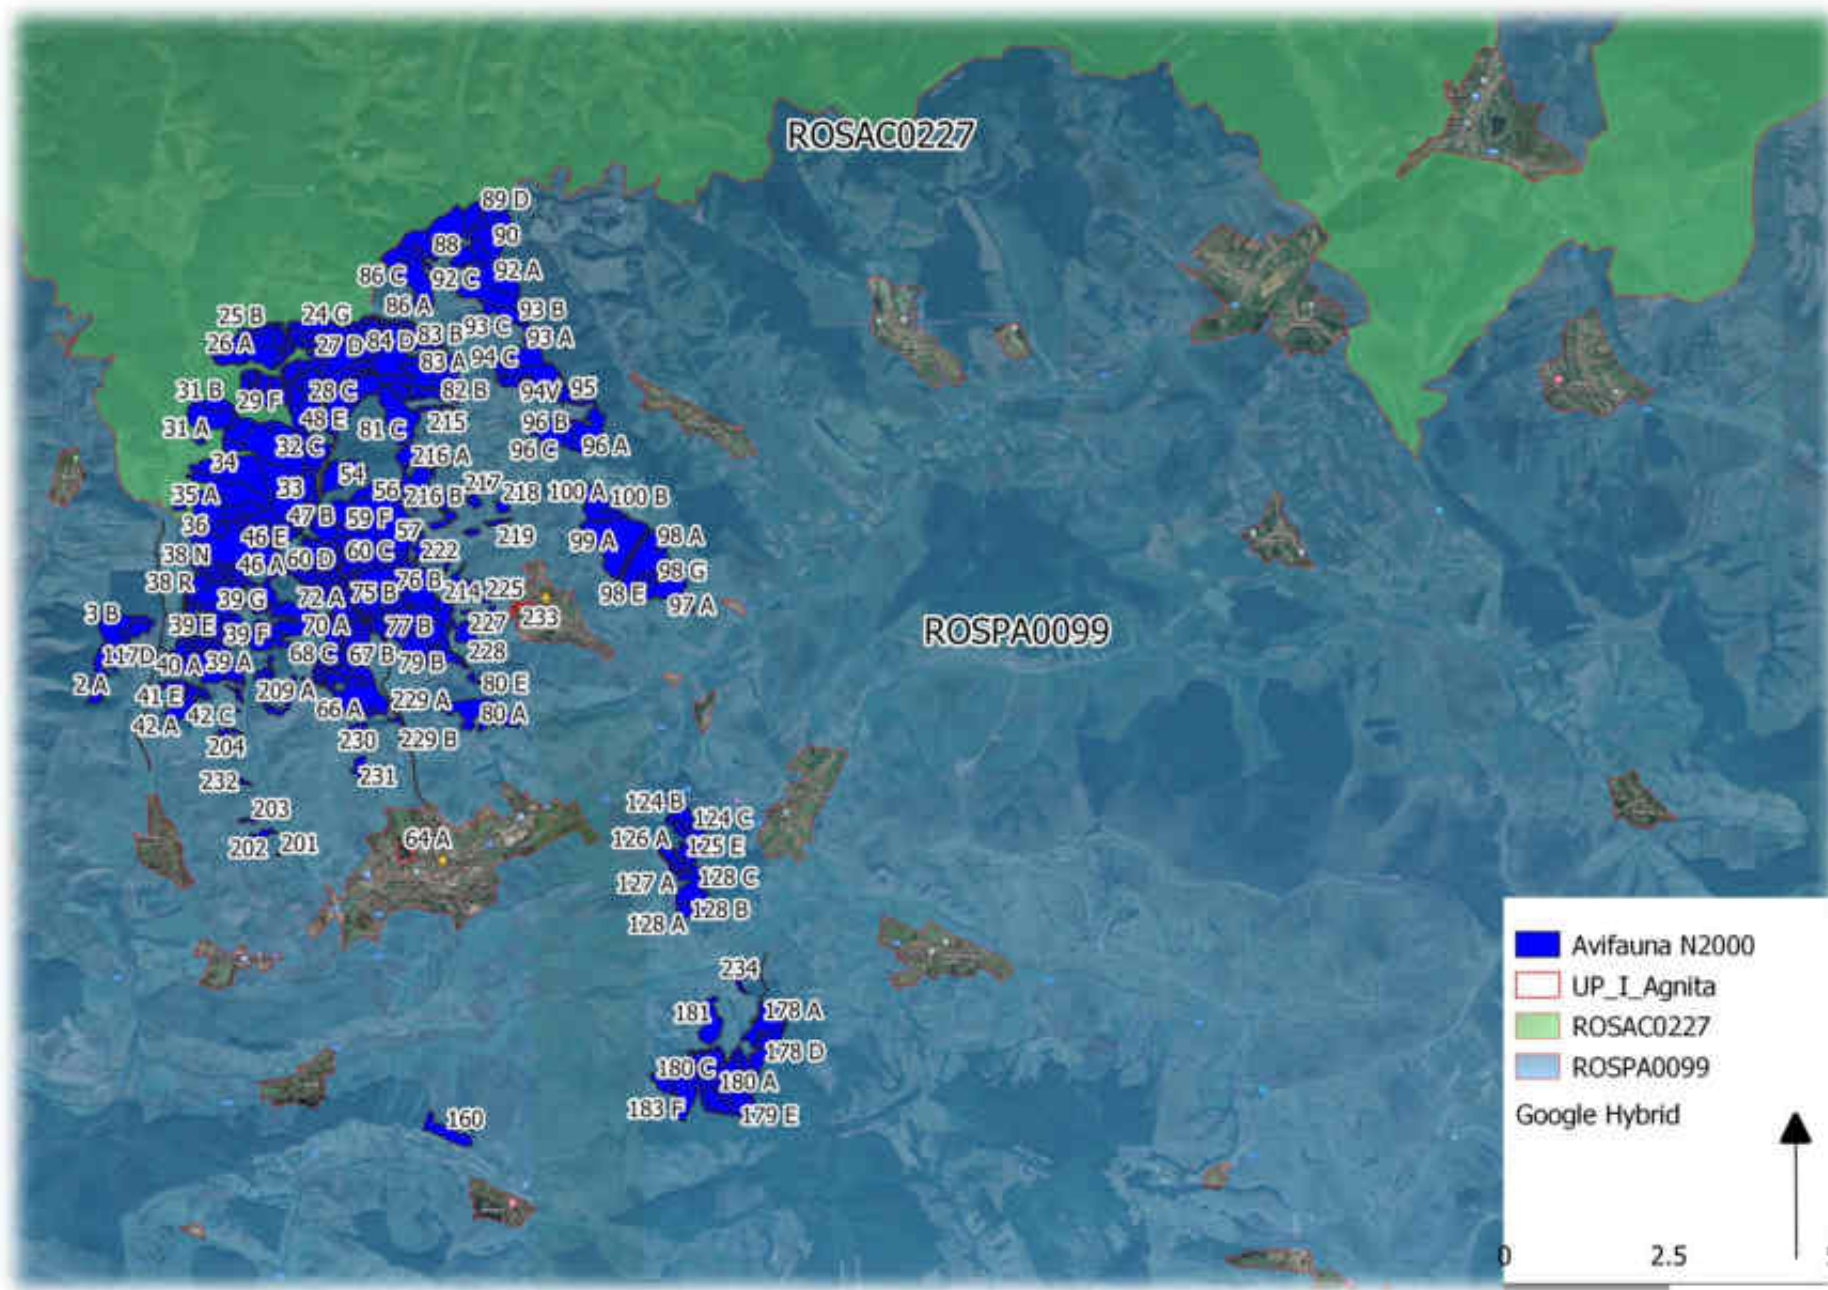 ROSAC0227
89 D
88
90
86 C
92 C
92 A
86 A
25 B
24 G
93 B
83 B
93 C
26 A
27 D
84 D
93 A
83 A
94 C
31 B
29 F
28 C
82 B
94V
95
48 E
215
31 A
81 C
96 B
32 C
96 C
96 A
34
216 A
54
217
35 A
33
56
216 B
218
100 A
100 B
36
47 B
59 F
57
219
46 E
99 A
98 A
38 N
60 C
222
46 A
60 D
98 G
38 R
76 B
75 B
214
225
98 E
39 G
72 A
97 A
3 B
233
39 E
39 F
70 A
77 B
227
ROSPA0099
117D
40 A
39 A
68 C
67 B
79 B
228
2 A
80 E
41 E
209 A
42 C
66 A
229 A
80 A
42 A
204
230
229 B
232
231
203
124 B
124 C
202
201
64 A
126 A
125 E
127 A
128 C
128 A
128 B
234
181
178 A
178 D
180 C
180 A
183 F
179 E
160
Avifauna N2000
UP_I_Agnita
ROSAC0227
ROSPA0099
Google Hybrid
0
2.5